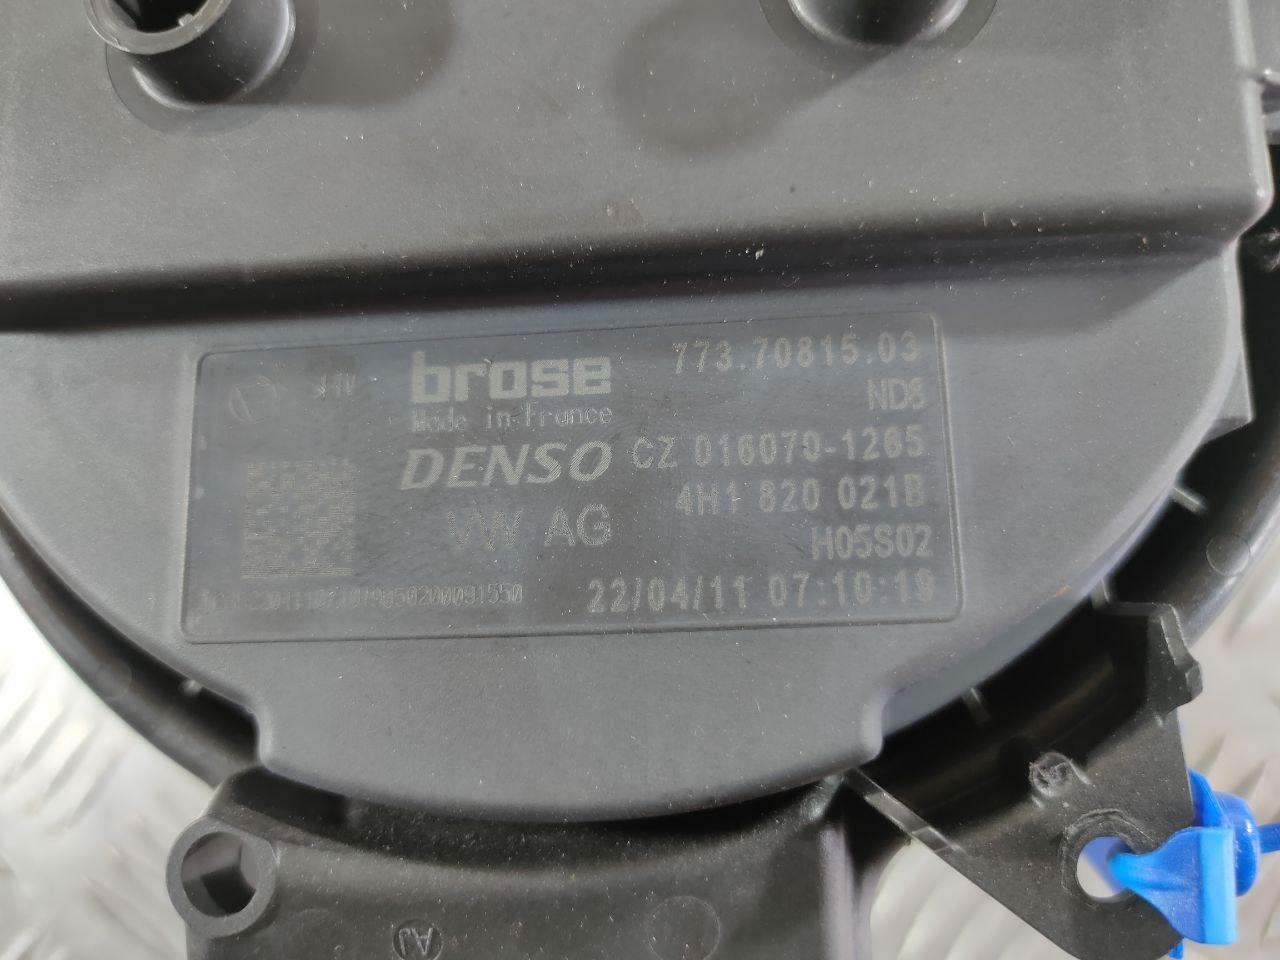 brose 773.70815.03
Made in France ND8
DENSO CZ 016070-1265
VW AG 4H1 820 021B
H05S02
22/04/11 07:10:19
AJ